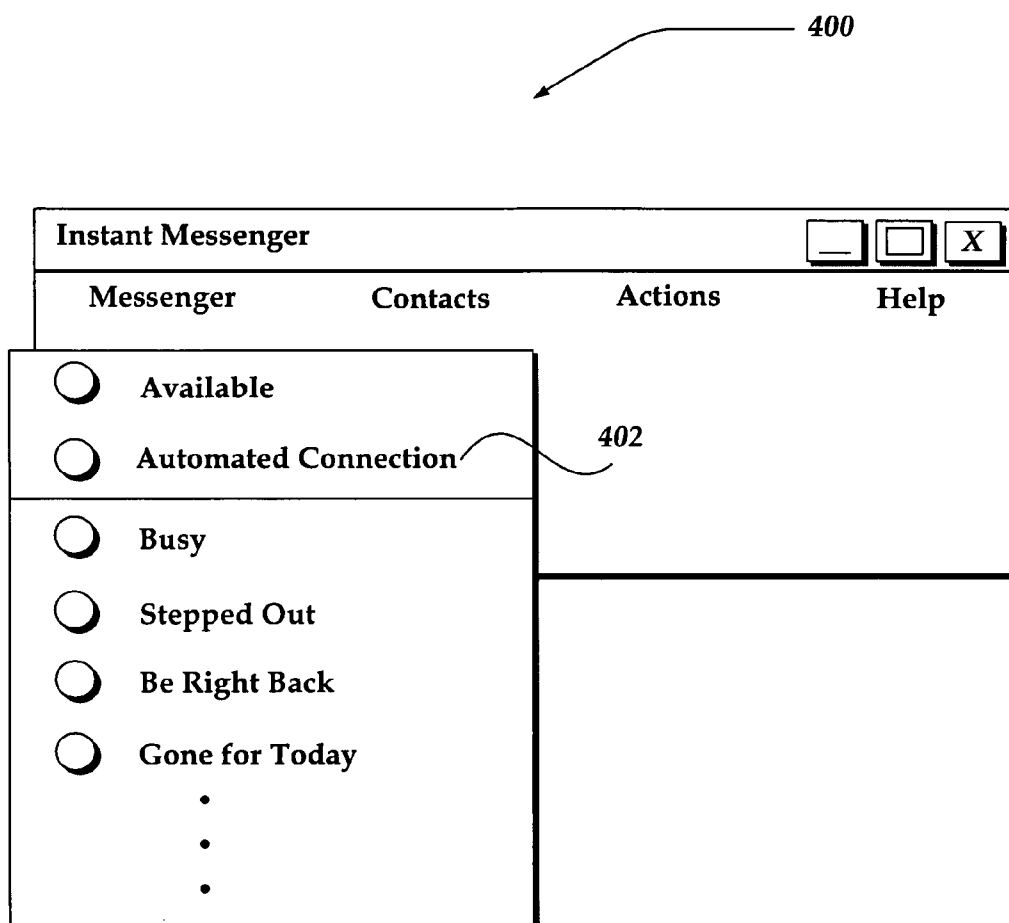 400
Instant Messenger X
Messenger Contacts Actions Help
Available
Automated Connection 402
Busy
Stepped Out
Be Right Back
Gone for Today